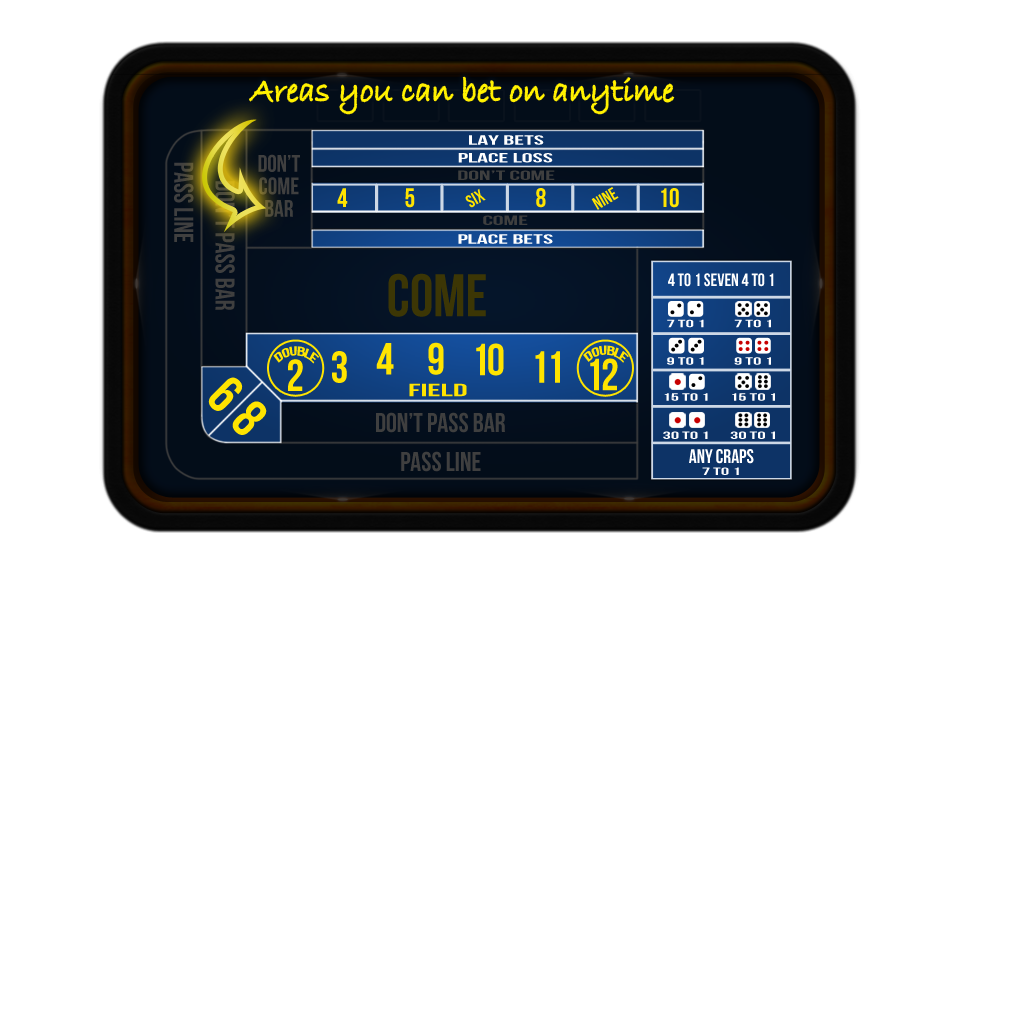 Areas you can bet on anytime
LAY BETS
PLACE LOSS
DON'T COME
4 5 SIX 8 NINE 10
COME
PLACE BETS
DON'T
COME
BAR
PASS LINE
DON'T PASS BAR
COME
4 TO 1 SEVEN 4 TO 1
7 TO 1 7 TO 1
9 TO 1 9 TO 1
15 TO 1 15 TO 1
30 TO 1 30 TO 1
ANY CRAPS
7 TO 1
DOUBLE 2 3 4 9 10 11 DOUBLE 12
FIELD
6 8
DON'T PASS BAR
PASS LINE